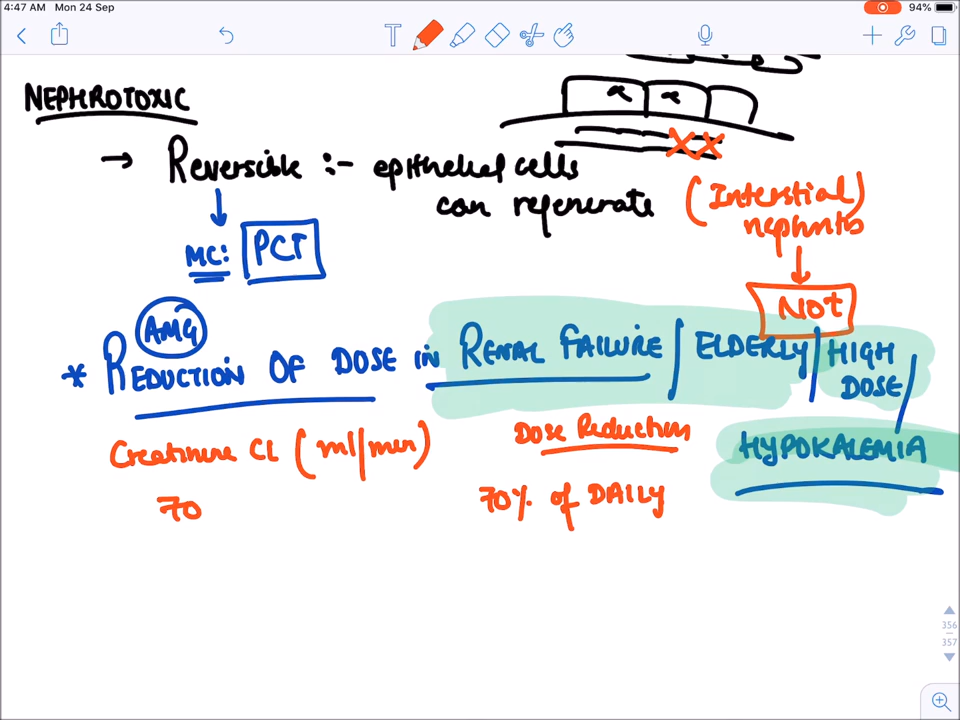 4:47 AM Mon 24 Sep
94%
T
NEPHROTOXIC
→ Reversible :- epithelial cells
can regenerate
(Interstial)
nephritis
MC: PCT
NOT
AMG
* REDUCTION OF DOSE in RENAL FAILURE / ELDERLY / HIGH DOSE /
HYPOKALEMIA
Creatinine CL (ml/min)
Dose Reduction
70
70% of DAILY
356
357